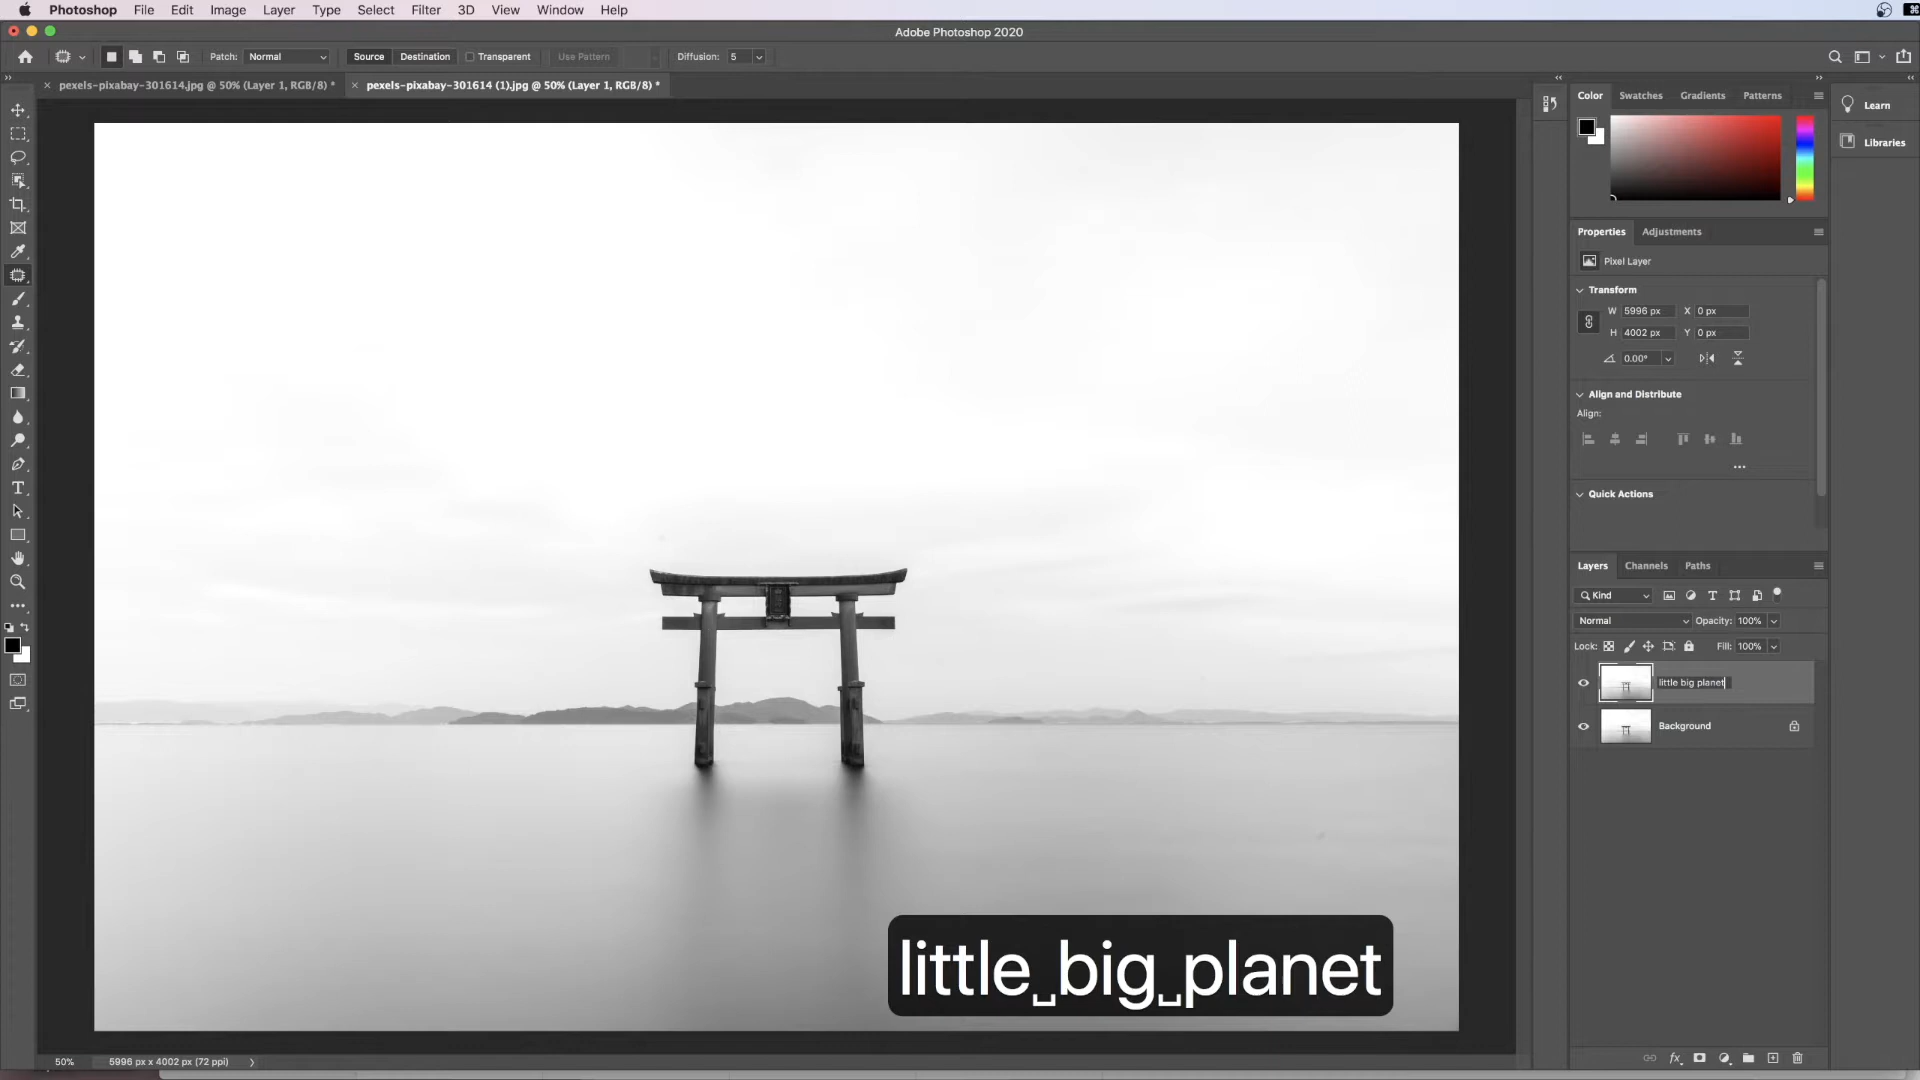 Photoshop File Edit Image Layer Type Select Filter 3D View Window Help
Adobe Photoshop 2020
Patch: Normal Source Destination Transparent Use Pattern Diffusion: 5
pexels-pixabay-301614.jpg @ 50% (Layer 1, RGB/8) * pexels-pixabay-301614 (1).jpg @ 50% (Layer 1, RGB/8) *
Color Swatches Gradients Patterns
Learn
Libraries
Properties Adjustments
Pixel Layer
Transform
W 5996 px X 0 px
H 4002 px Y 0 px
0.00°
Align and Distribute
Align:
Quick Actions
Layers Channels Paths
Kind
Normal Opacity: 100%
Lock: Fill: 100%
little big planet
Background
little␣big␣planet
50% 5996 px x 4002 px (72 ppi)